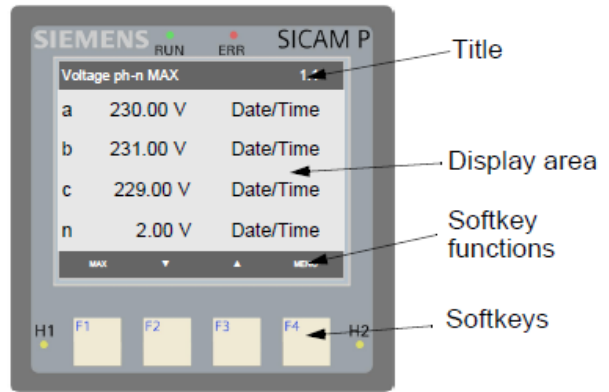 SIEMENS RUN ERR SICAM P
Voltage ph-n MAX
a 230.00 V Date/Time
b 231.00 V Date/Time
c 229.00 V Date/Time
n 2.00 V Date/Time
MAX ▼ ▲ MENU
F1 F2 F3 F4
H1 H2
Title
Display area
Softkey
functions
Softkeys